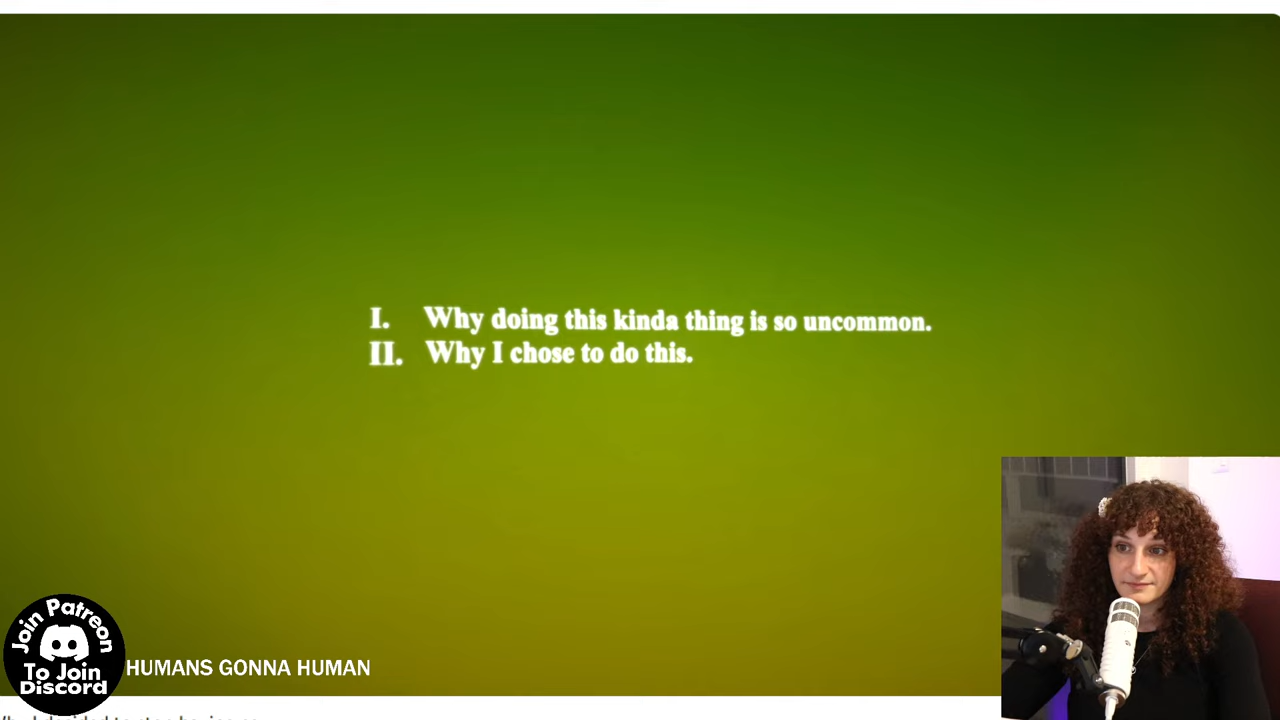 I. Why doing this kinda thing is so uncommon.
II. Why I chose to do this.
Join Patreon
To Join
Discord
HUMANS GONNA HUMAN